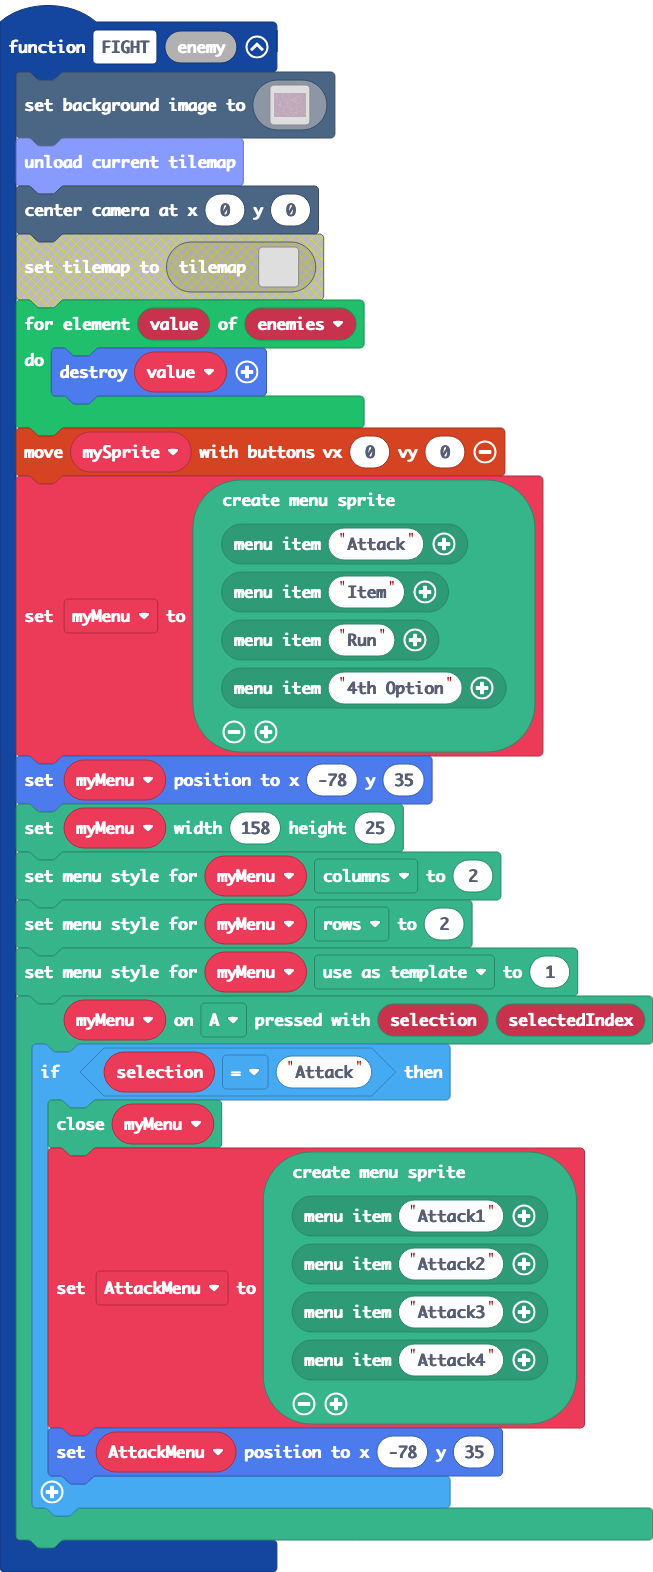 function FIGHT enemy
set background image to
unload current tilemap
center camera at x 0 y 0
set tilemap to tilemap
for element value of enemies
do destroy value
move mySprite with buttons vx 0 vy 0
create menu sprite
menu item "Attack"
menu item "Item"
set myMenu to
menu item "Run"
menu item "4th Option"
set myMenu position to x -78 y 35
set myMenu width 158 height 25
set menu style for myMenu columns to 2
set menu style for myMenu rows to 2
set menu style for myMenu use as template to 1
myMenu on A pressed with selection selectedIndex
if selection = "Attack" then
close myMenu
create menu sprite
menu item "Attack1"
menu item "Attack2"
set AttackMenu to
menu item "Attack3"
menu item "Attack4"
set AttackMenu position to x -78 y 35